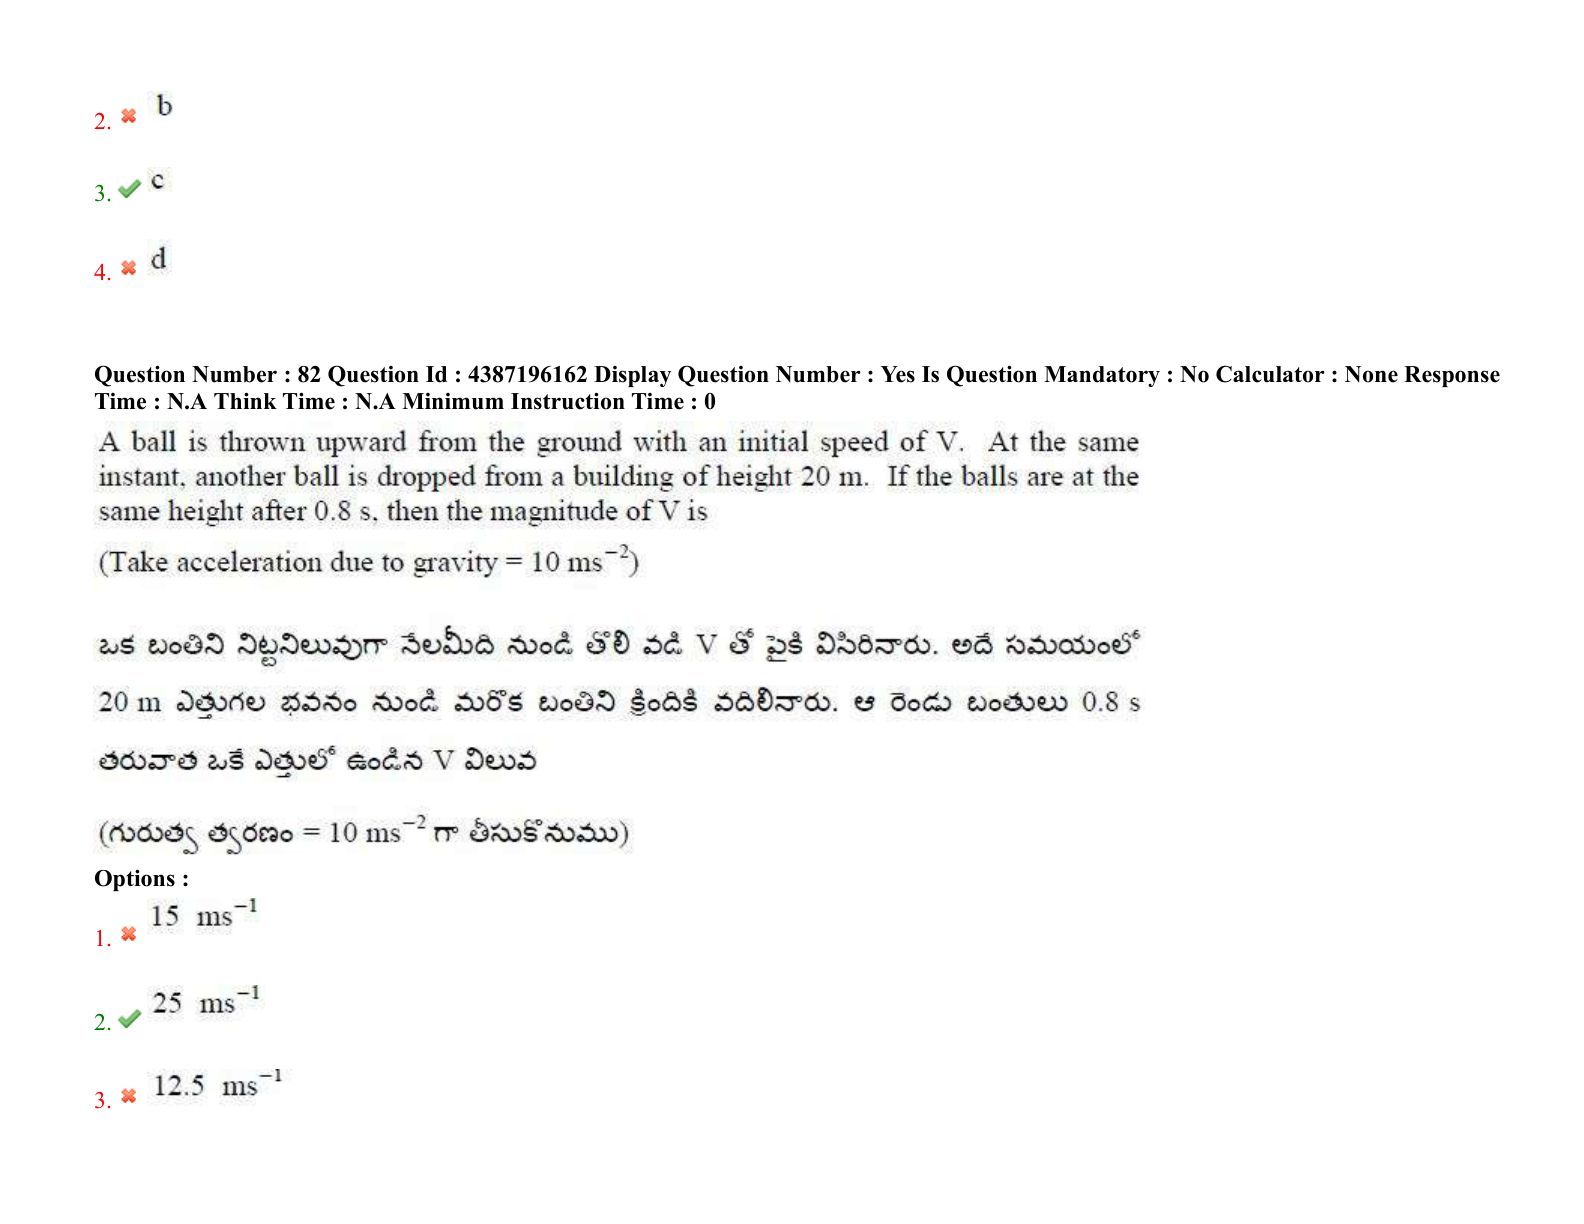 2. b
3. c
4. d
Question Number : 82 Question Id : 4387196162 Display Question Number : Yes Is Question Mandatory : No Calculator : None Response
Time : N.A Think Time : N.A Minimum Instruction Time : 0
A ball is thrown upward from the ground with an initial speed of V. At the same
instant, another ball is dropped from a building of height 20 m. If the balls are at the
same height after 0.8 s, then the magnitude of V is
(Take acceleration due to gravity = 10 ms⁻²)
ఒక బంతిని నిట్టనిలువుగా నేలమీది నుండి తొలి వడి V తో పైకి విసిరినారు. అదే సమయంలో
20 m ఎత్తుగల భవనం నుండి మరొక బంతిని క్రిందికి వదిలినారు. ఆ రెండు బంతులు 0.8 s
తరువాత ఒకే ఎత్తులో ఉండిన V విలువ
(గురుత్వ త్వరణం = 10 ms⁻² గా తీసుకొనుము)
Options :
1. 15 ms⁻¹
2. 25 ms⁻¹
3. 12.5 ms⁻¹